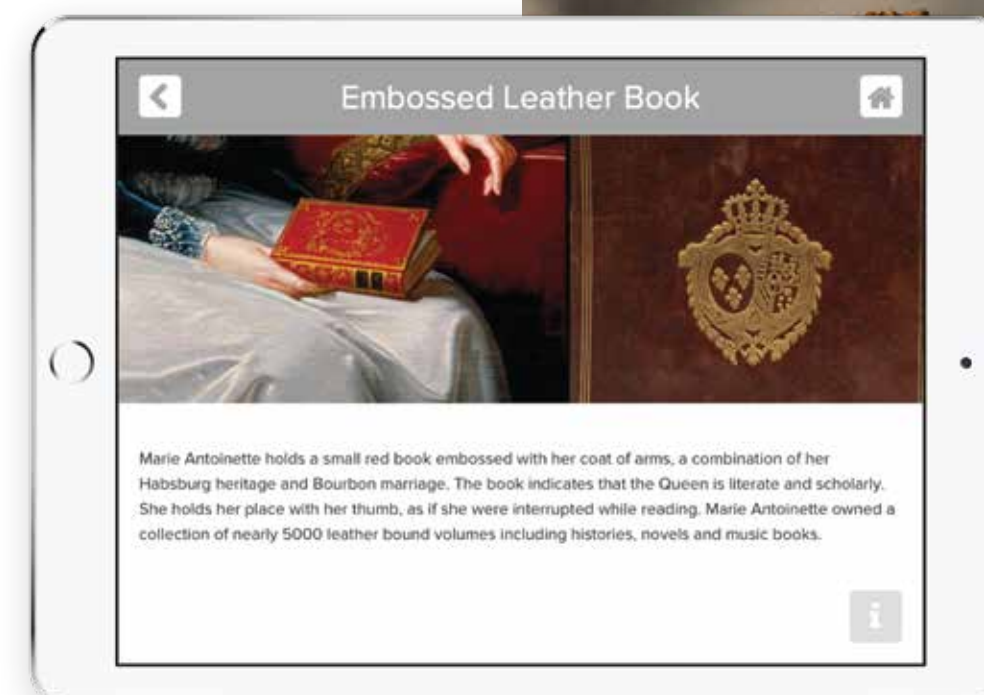 Embossed Leather Book
Marie Antoinette holds a small red book embossed with her coat of arms, a combination of her
Habsburg heritage and Bourbon marriage. The book indicates that the Queen is literate and scholarly.
She holds her place with her thumb, as if she were interrupted while reading. Marie Antoinette owned a
collection of nearly 5000 leather bound volumes including histories, novels and music books.
i